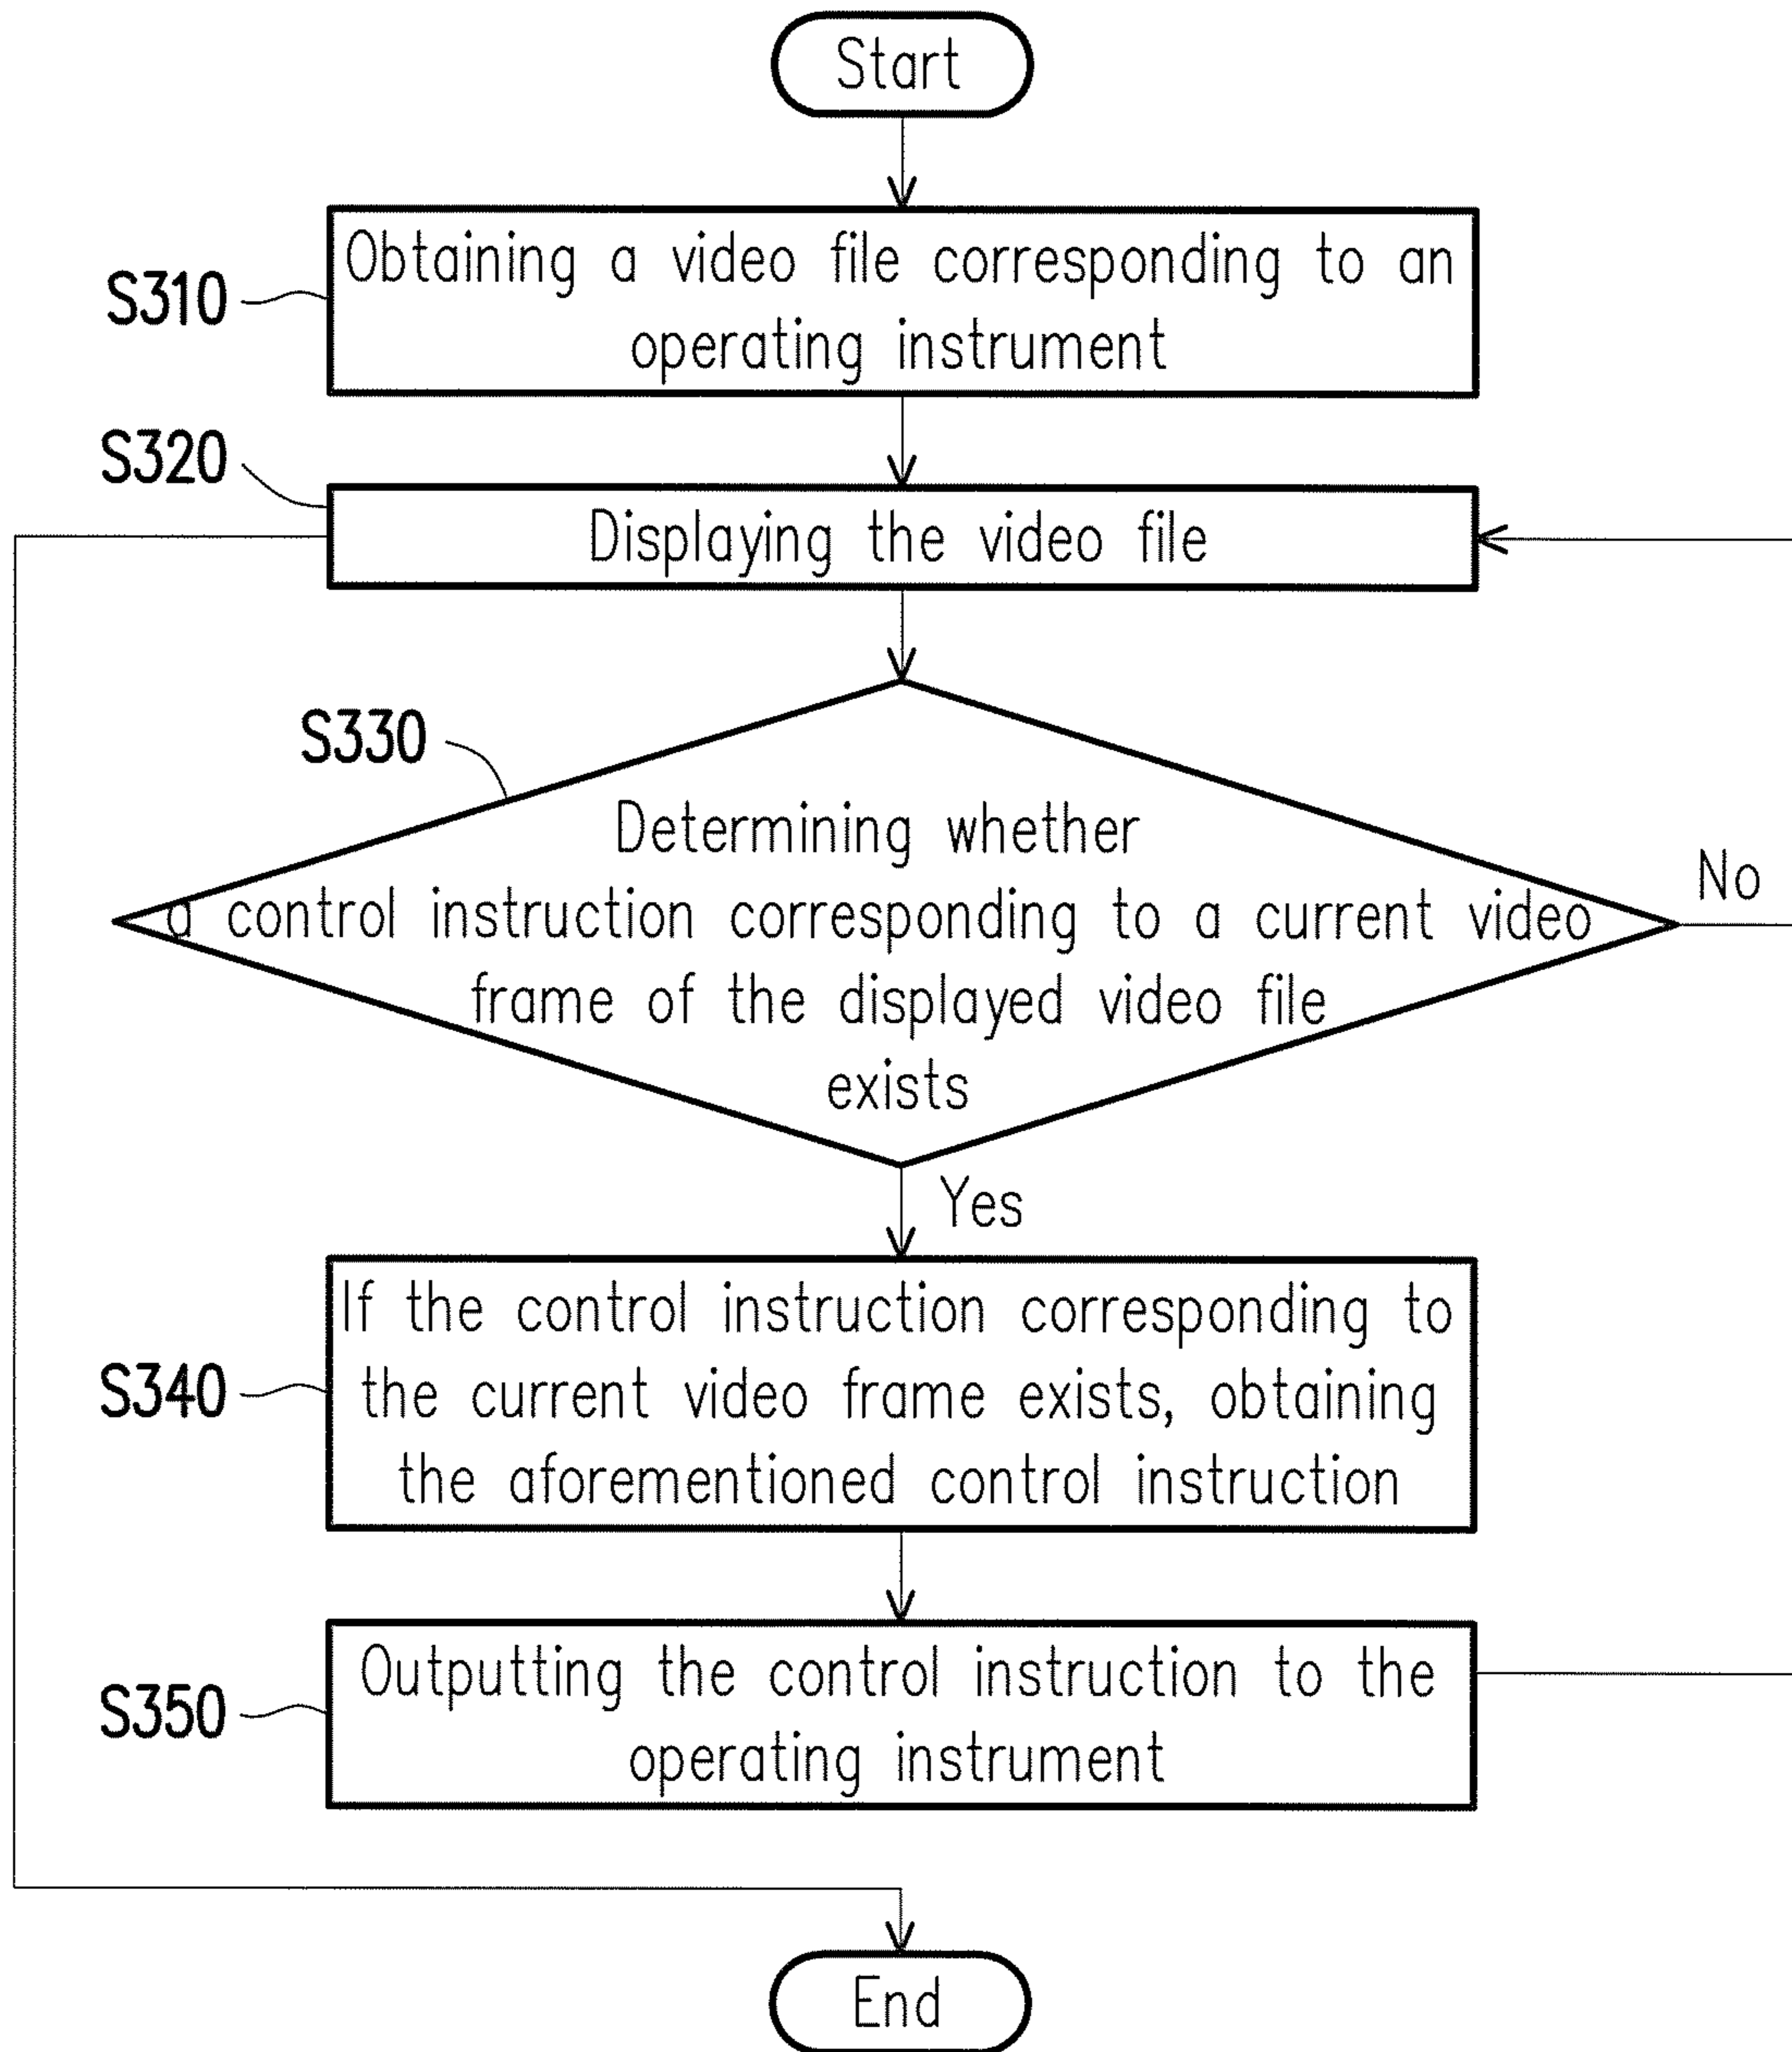 Start
S310
Obtaining a video file corresponding to an
operating instrument
S320
Displaying the video file
S330
Determining whether
a control instruction corresponding to a current video
frame of the displayed video file
exists
No
Yes
S340
If the control instruction corresponding to
the current video frame exists, obtaining
the aforementioned control instruction
S350
Outputting the control instruction to the
operating instrument
End